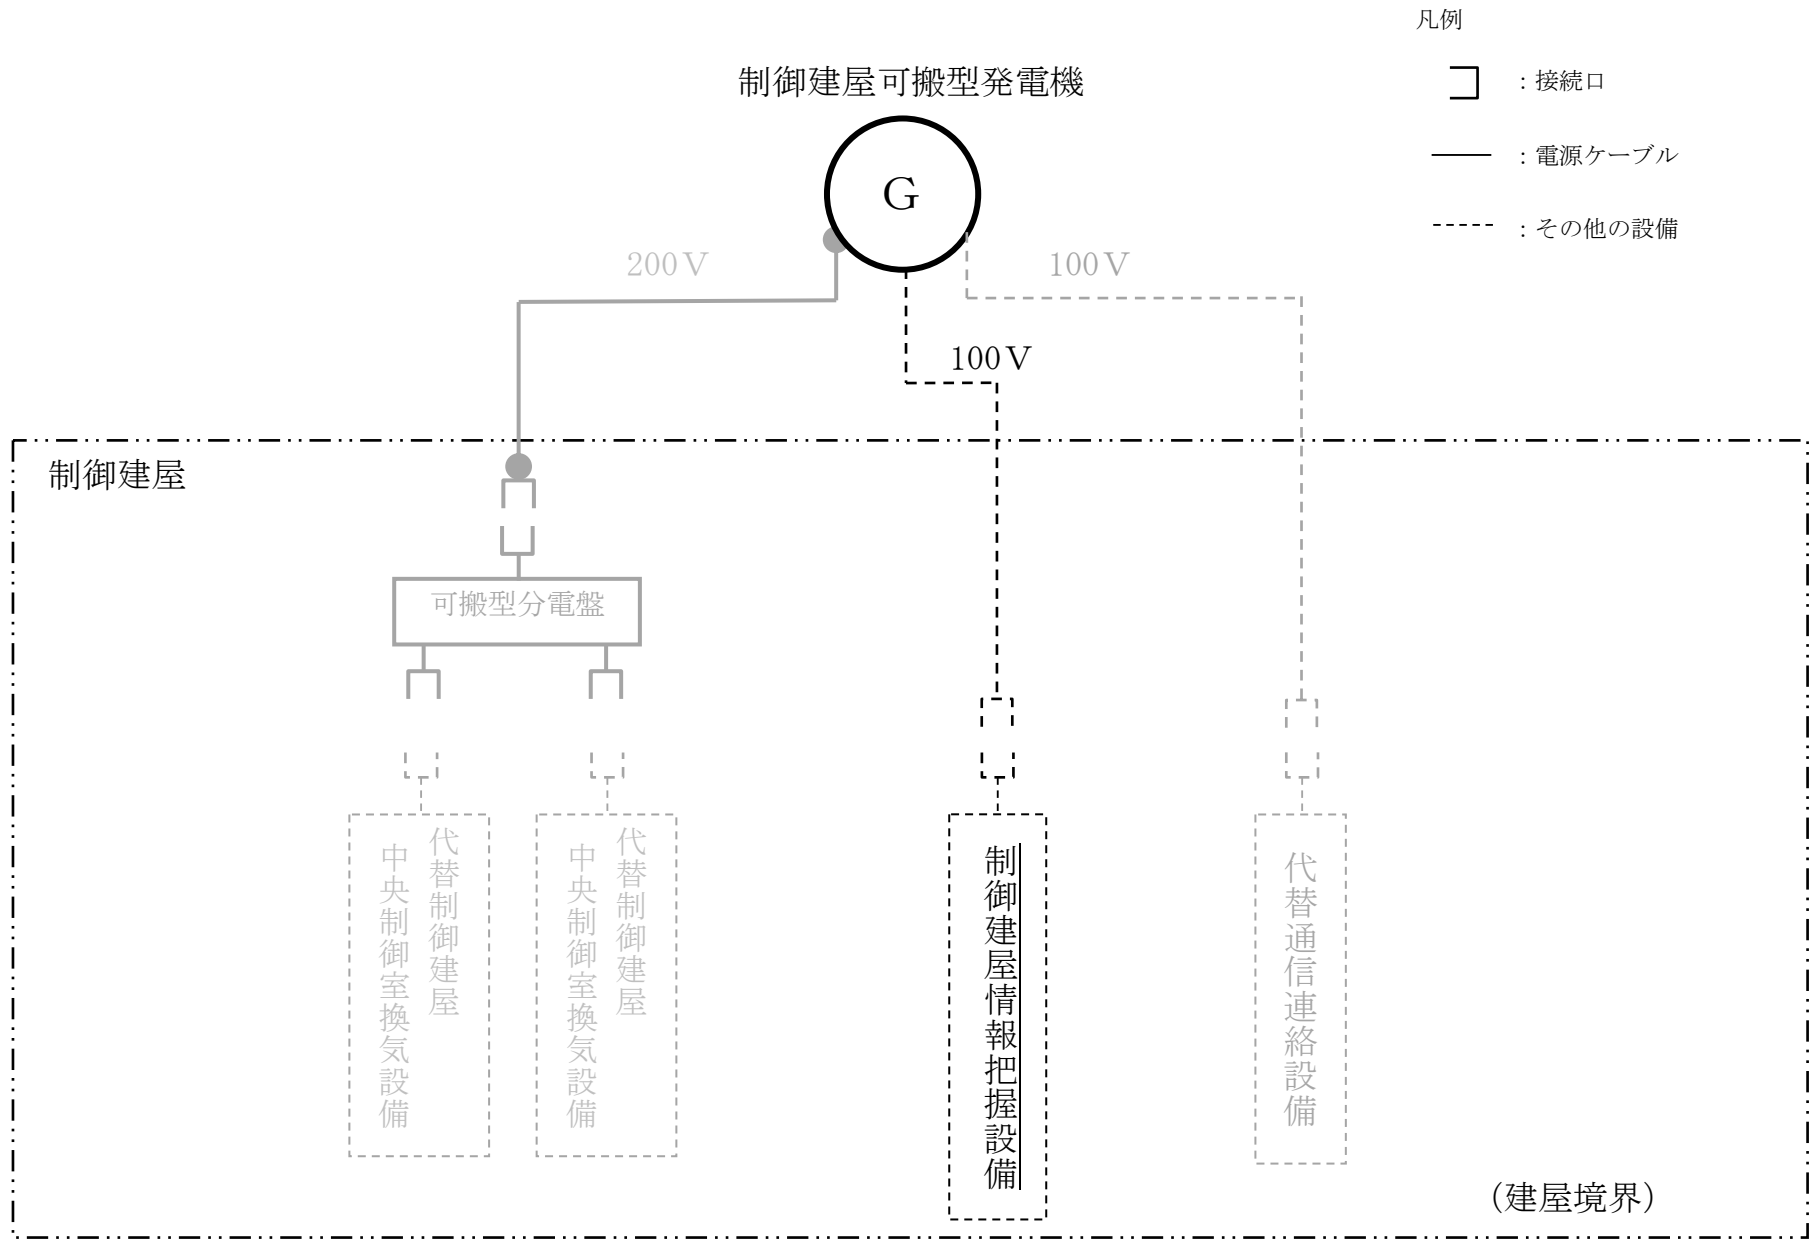 凡例
：接続口
：電源ケーブル
：その他の設備
制御建屋可搬型発電機
G
200V
100V
100V
制御建屋
可搬型分電盤
代替制御建屋
中央制御室換気設備
代替制御建屋
中央制御室換気設備
制御建屋情報把握設備
代替通信連絡設備
（建屋境界）